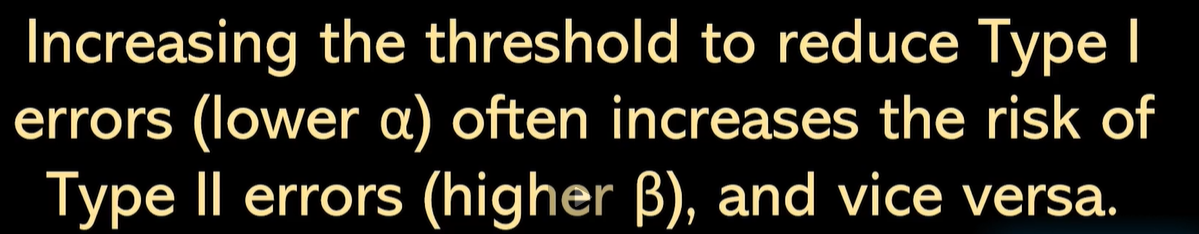 Increasing the threshold to reduce Type I
errors (lower α) often increases the risk of
Type II errors (higher β), and vice versa.